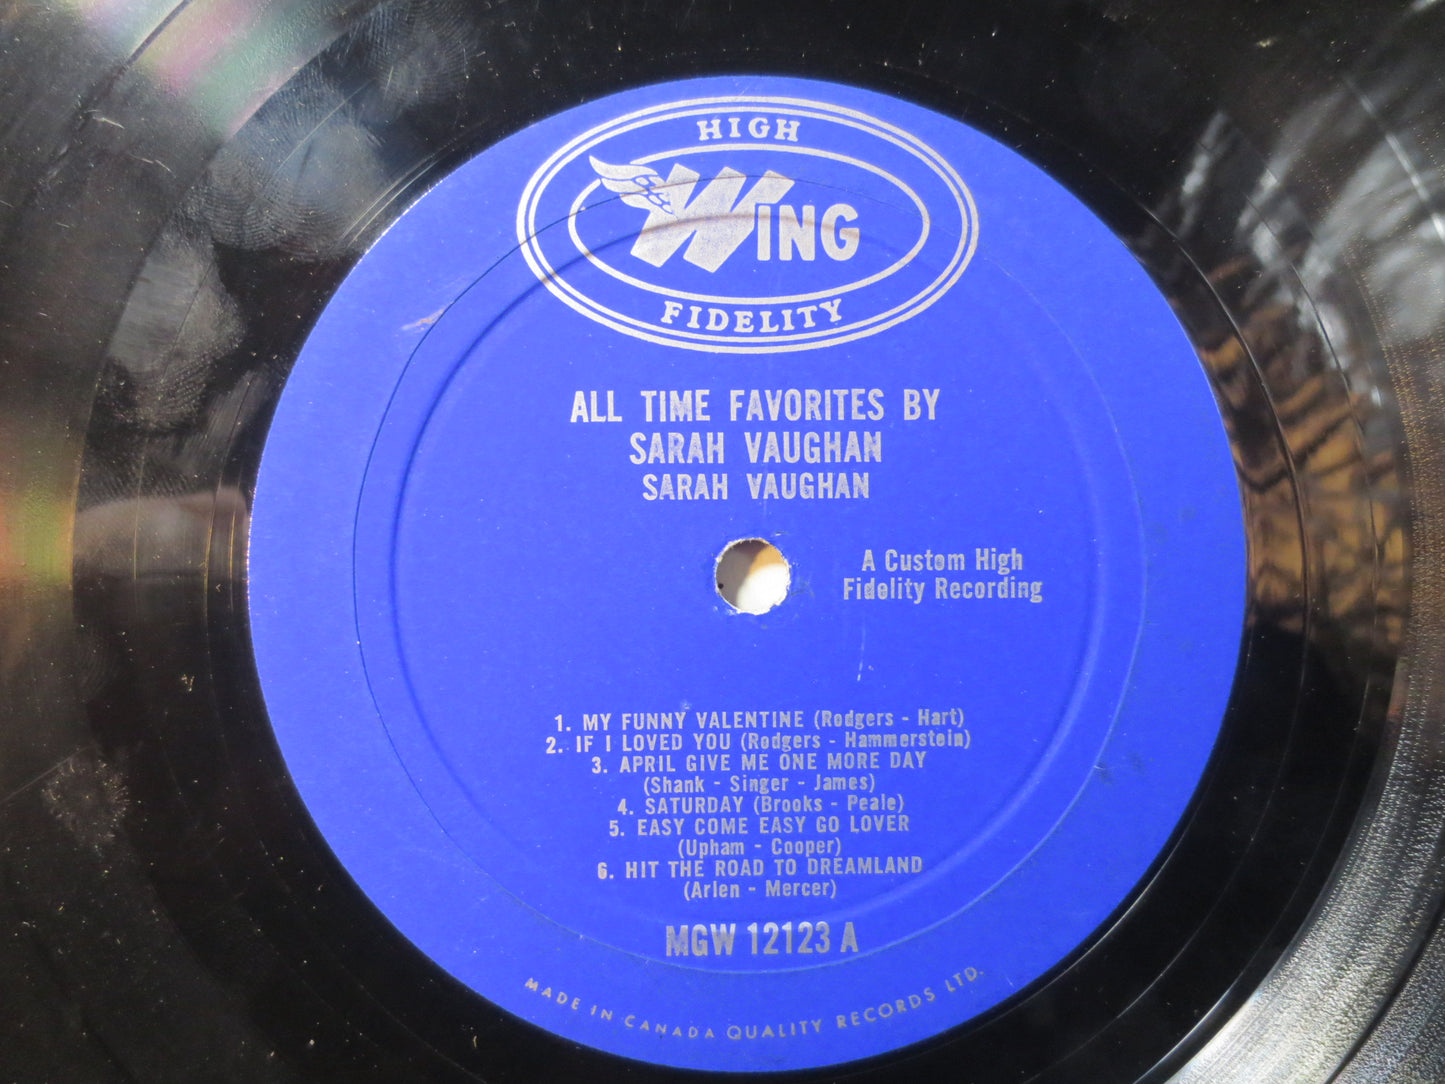 HIGH
WING
FIDELITY
ALL TIME FAVORITES BY
SARAH VAUGHAN
SARAH VAUGHAN
A Custom High
Fidelity Recording
1. MY FUNNY VALENTINE (Rodgers - Hart)
2. IF I LOVED YOU (Rodgers - Hammerstein)
3. APRIL GIVE ME ONE MORE DAY
(Shank - Singer - James)
4. SATURDAY (Brooks - Peale)
5. EASY COME EASY GO LOVER
(Upham - Cooper)
6. HIT THE ROAD TO DREAMLAND
(Arlen - Mercer)
MGW 12123 A
MADE IN CANADA QUALITY RECORDS LTD.